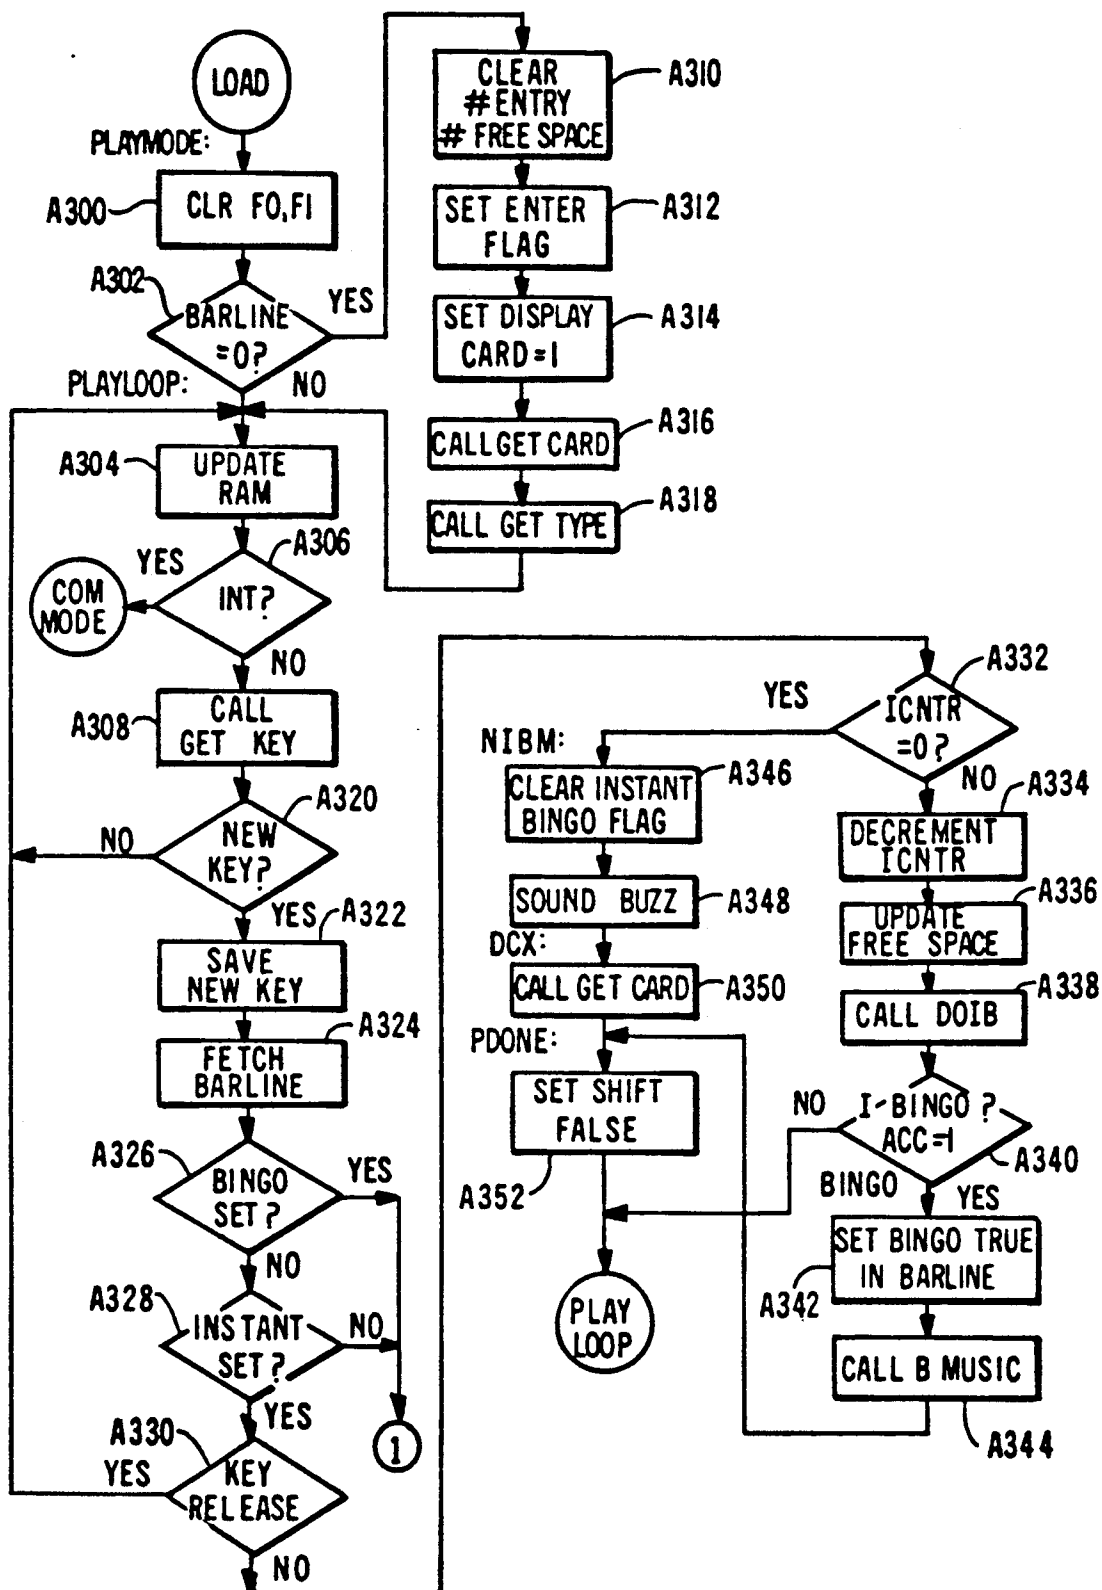 LOAD
PLAYMODE:
A300
CLR F0,F1
A302
BARLINE
=0?
YES
NO
PLAYLOOP:
A304
UPDATE
RAM
A306
INT?
YES
COM
MODE
NO
A308
CALL
GET KEY
A320
NEW
KEY?
NO
YES
A322
SAVE
NEW KEY
A324
FETCH
BARLINE
A326
BINGO
SET?
YES
NO
A328
INSTANT
SET?
NO
YES
1
A330
KEY
RELEASE
YES
NO
CLEAR
#ENTRY
# FREE SPACE
A310
SET ENTER
FLAG
A312
SET DISPLAY
CARD=1
A314
CALL GET CARD
A316
CALL GET TYPE
A318
A332
ICNTR
=0?
YES
NO
A334
DECREMENT
ICNTR
A336
UPDATE
FREE SPACE
A338
CALL DOIB
I-BINGO?
ACC=1
A340
NO
BINGO
YES
SET BINGO TRUE
IN BARLINE
A342
CALL B MUSIC
A344
NIBM:
A346
CLEAR INSTANT
BINGO FLAG
SOUND BUZZ
A348
DCX:
CALL GET CARD
A350
PDONE:
SET SHIFT
FALSE
A352
PLAY
LOOP